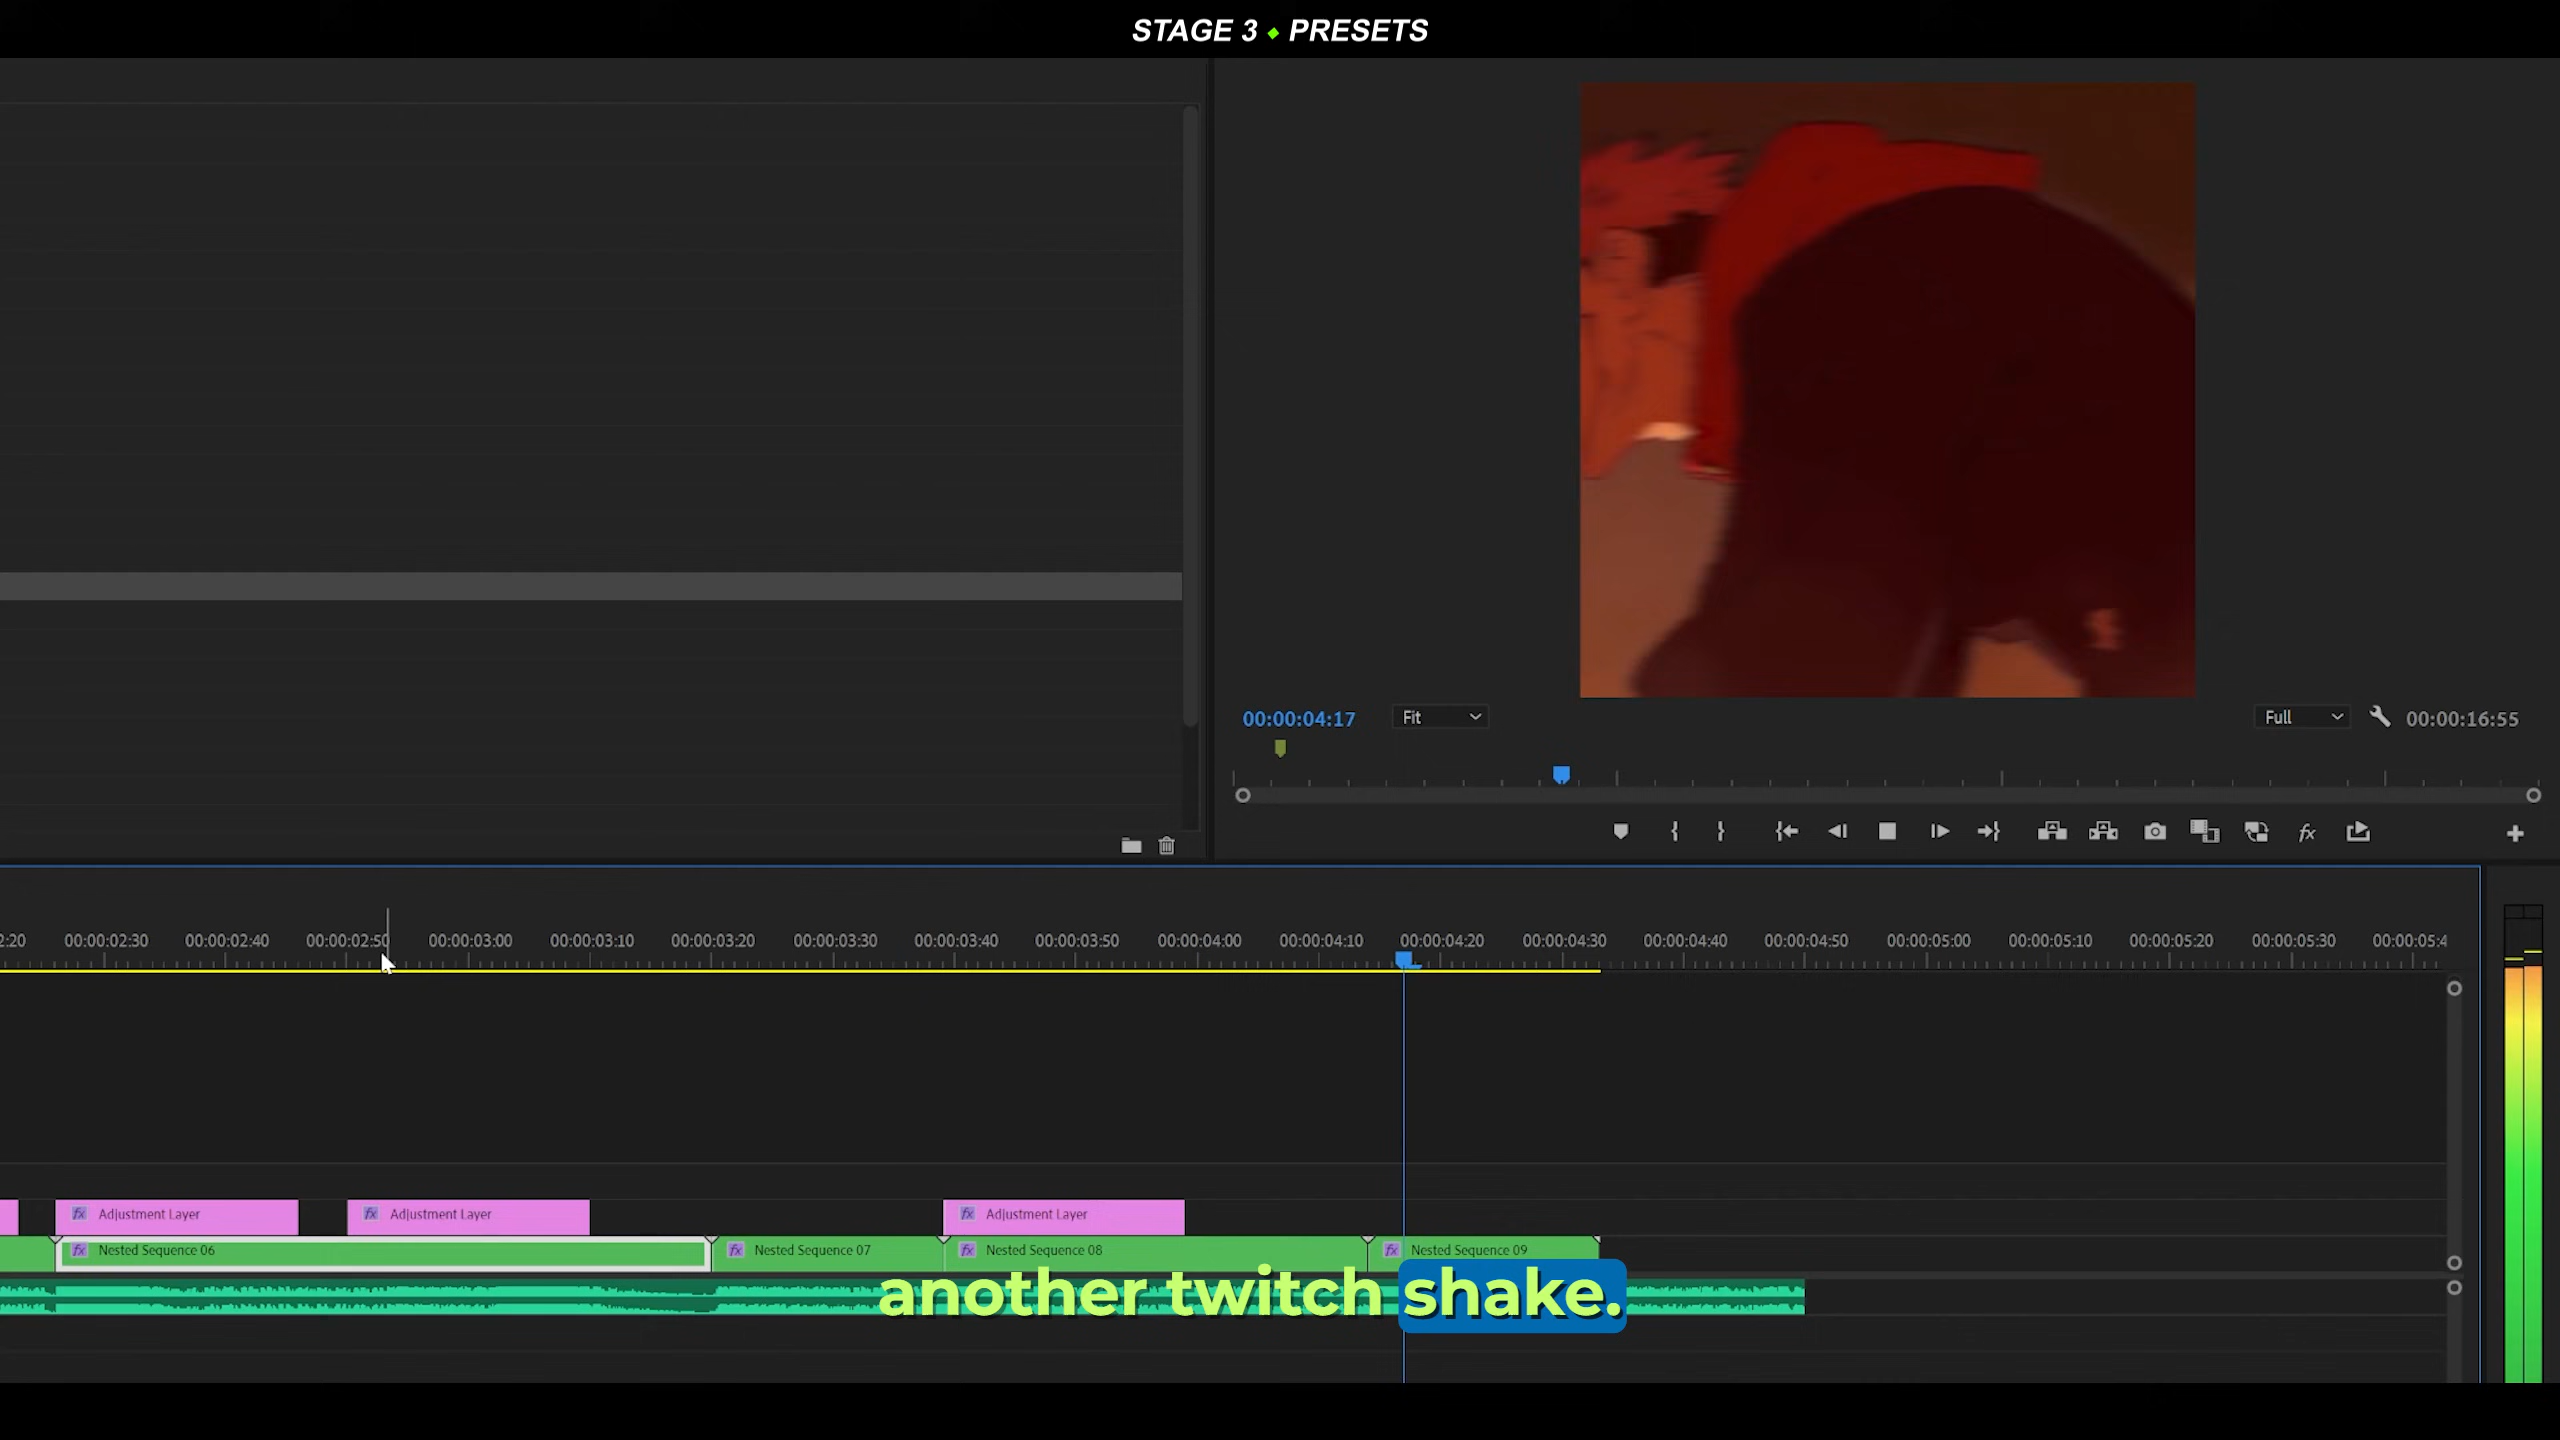 STAGE 3 ◆ PRESETS
00:00:04:17 Fit Full 00:00:16:55
2:20 00:00:02:30 00:00:02:40 00:00:02:50 00:00:03:00 00:00:03:10 00:00:03:20 00:00:03:30 00:00:03:40 00:00:03:50 00:00:04:00 00:00:04:10 00:00:04:20 00:00:04:30 00:00:04:40 00:00:04:50 00:00:05:00 00:00:05:10 00:00:05:20 00:00:05:30 00:00:05:4
fx Adjustment Layer fx Adjustment Layer fx Adjustment Layer
fx Nested Sequence 06 fx Nested Sequence 07 fx Nested Sequence 08 fx Nested Sequence 09
another twitch shake.